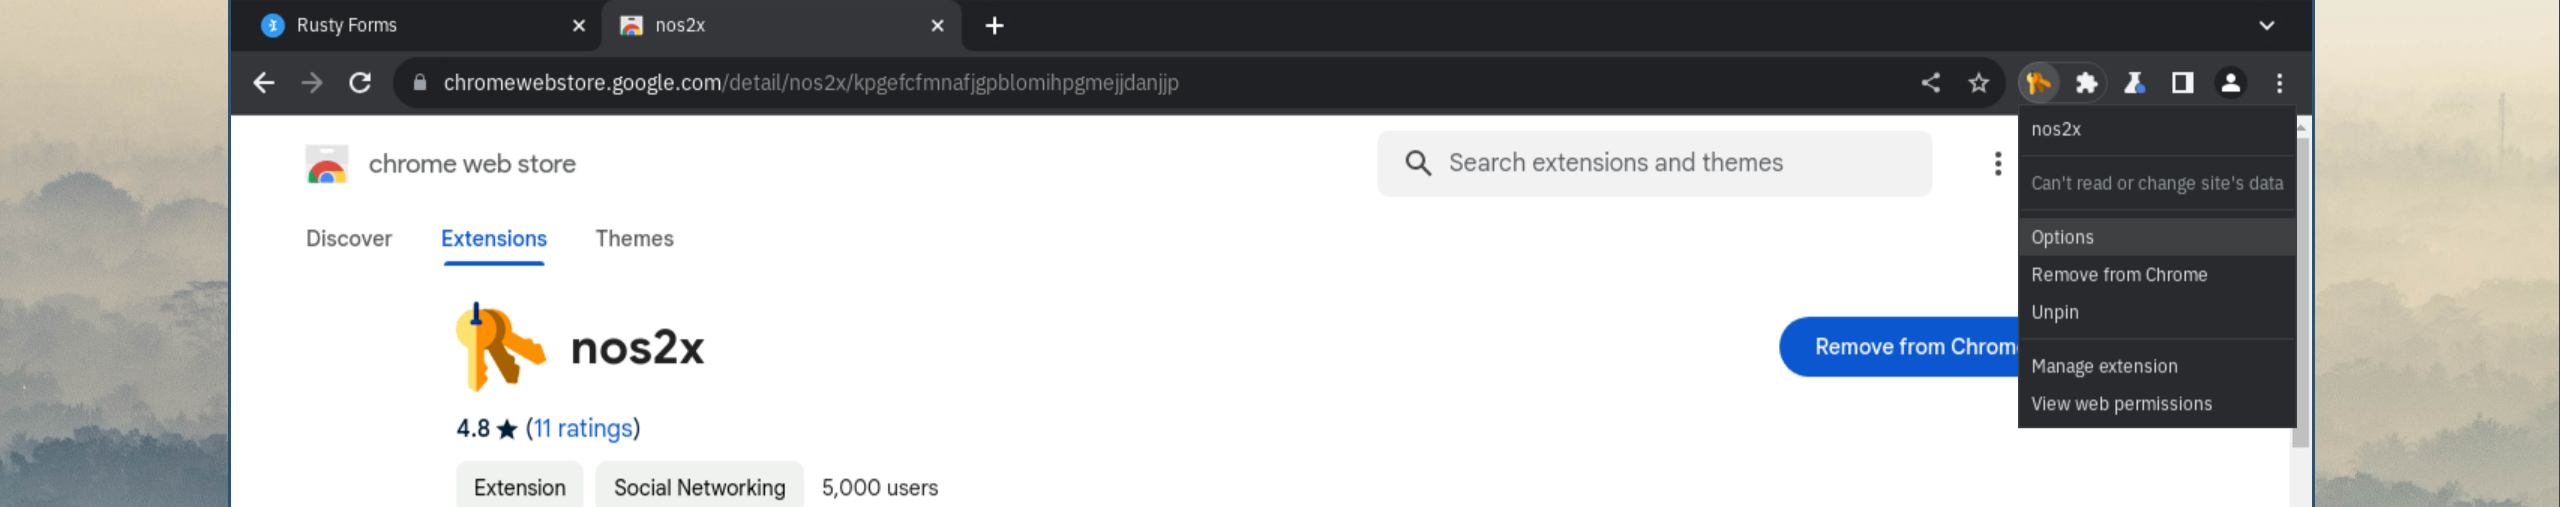 Rusty Forms
nos2x
chromewebstore.google.com/detail/nos2x/kpgefcfmnafjgpblomihpgmejjdanjjp
nos2x
Can't read or change site's data
Options
Remove from Chrome
Unpin
Manage extension
View web permissions
chrome web store
Search extensions and themes
Discover Extensions Themes
nos2x
Remove from Chrom
4.8 ★ (11 ratings)
Extension Social Networking 5,000 users